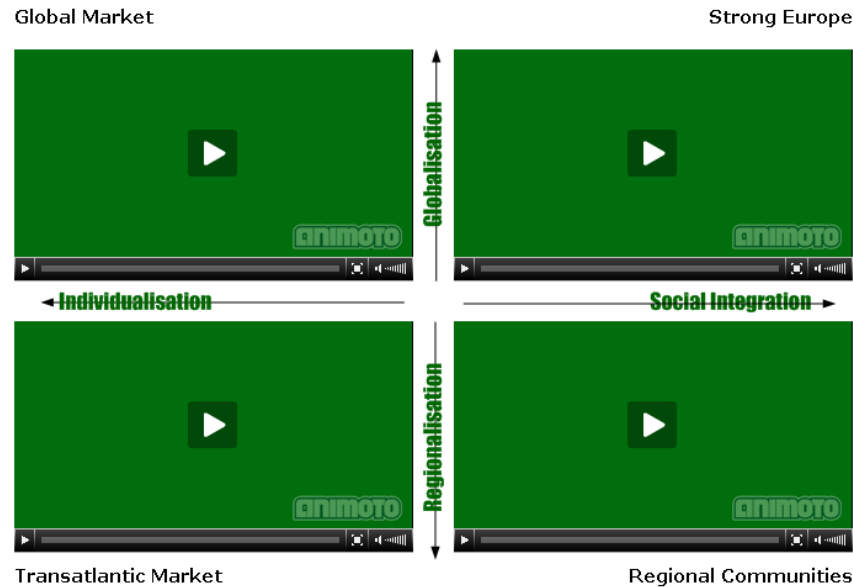 Global Market
Strong Europe
Globalisation
animoto
animoto
Individualisation
Social Integration
Regionalisation
animoto
animoto
Transatlantic Market
Regional Communities